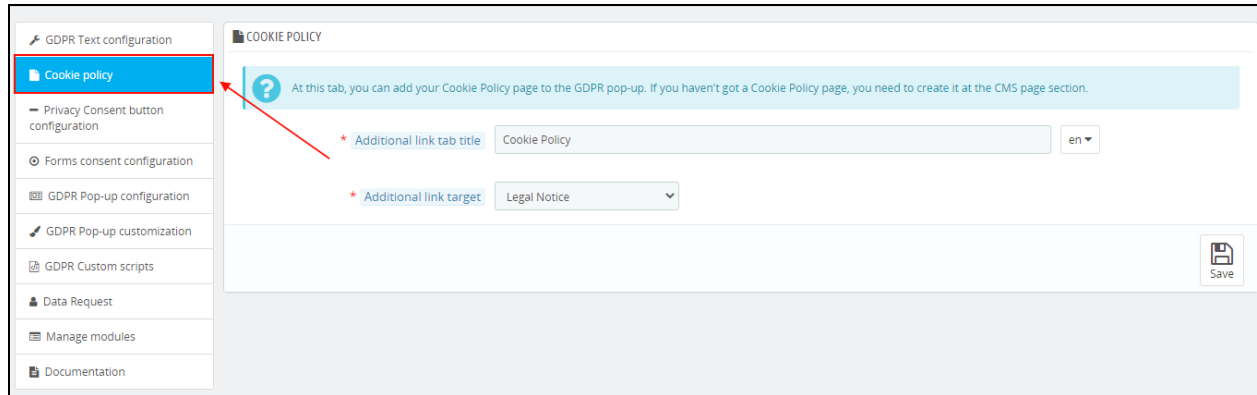 GDPR Text configuration
Cookie policy
Privacy Consent button
configuration
Forms consent configuration
GDPR Pop-up configuration
GDPR Pop-up customization
GDPR Custom scripts
Data Request
Manage modules
Documentation
COOKIE POLICY
At this tab, you can add your Cookie Policy page to the GDPR pop-up. If you haven't got a Cookie Policy page, you need to create it at the CMS page section.
* Additional link tab title Cookie Policy en
* Additional link target Legal Notice
Save